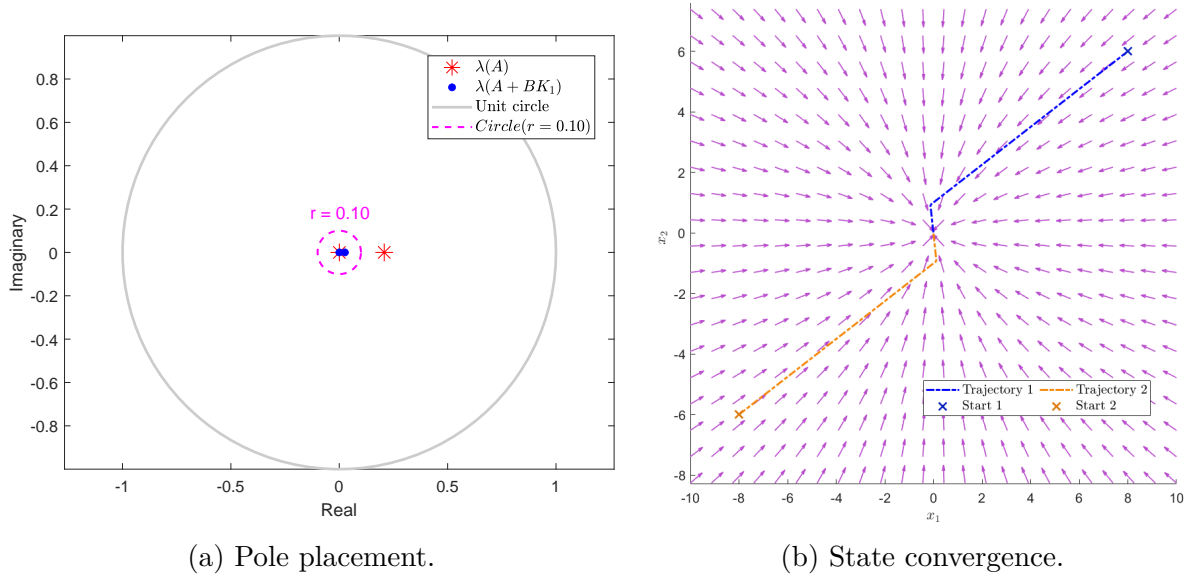 0.8
0.6
0.4
0.2
0
-0.2
-0.4
-0.6
-0.8
Imaginary
-1 -0.5 0 0.5 1
Real
λ(A)
λ(A + BK₁)
Unit circle
Circle(r = 0.10)
r = 0.10
(a) Pole placement.
6
4
2
0
-2
-4
-6
-8
x₂
-10 -8 -6 -4 -2 0 2 4 6 8 10
x₁
Trajectory 1 Trajectory 2
Start 1 Start 2
(b) State convergence.